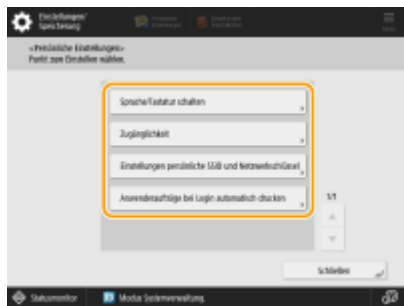 Einstellungen/
Speicherung
<Persönliche Einstellungen>
Punkt zum Einstellen wählen.
Sprache/Tastatur schalten
Zugänglichkeit
Einstellungen persönliche SSID und Netzwerkschlüssel
Anwenderaufträge bei Login automatisch drucken
1/1
Schließen
Statusmonitor
Modus Systemverwaltung.